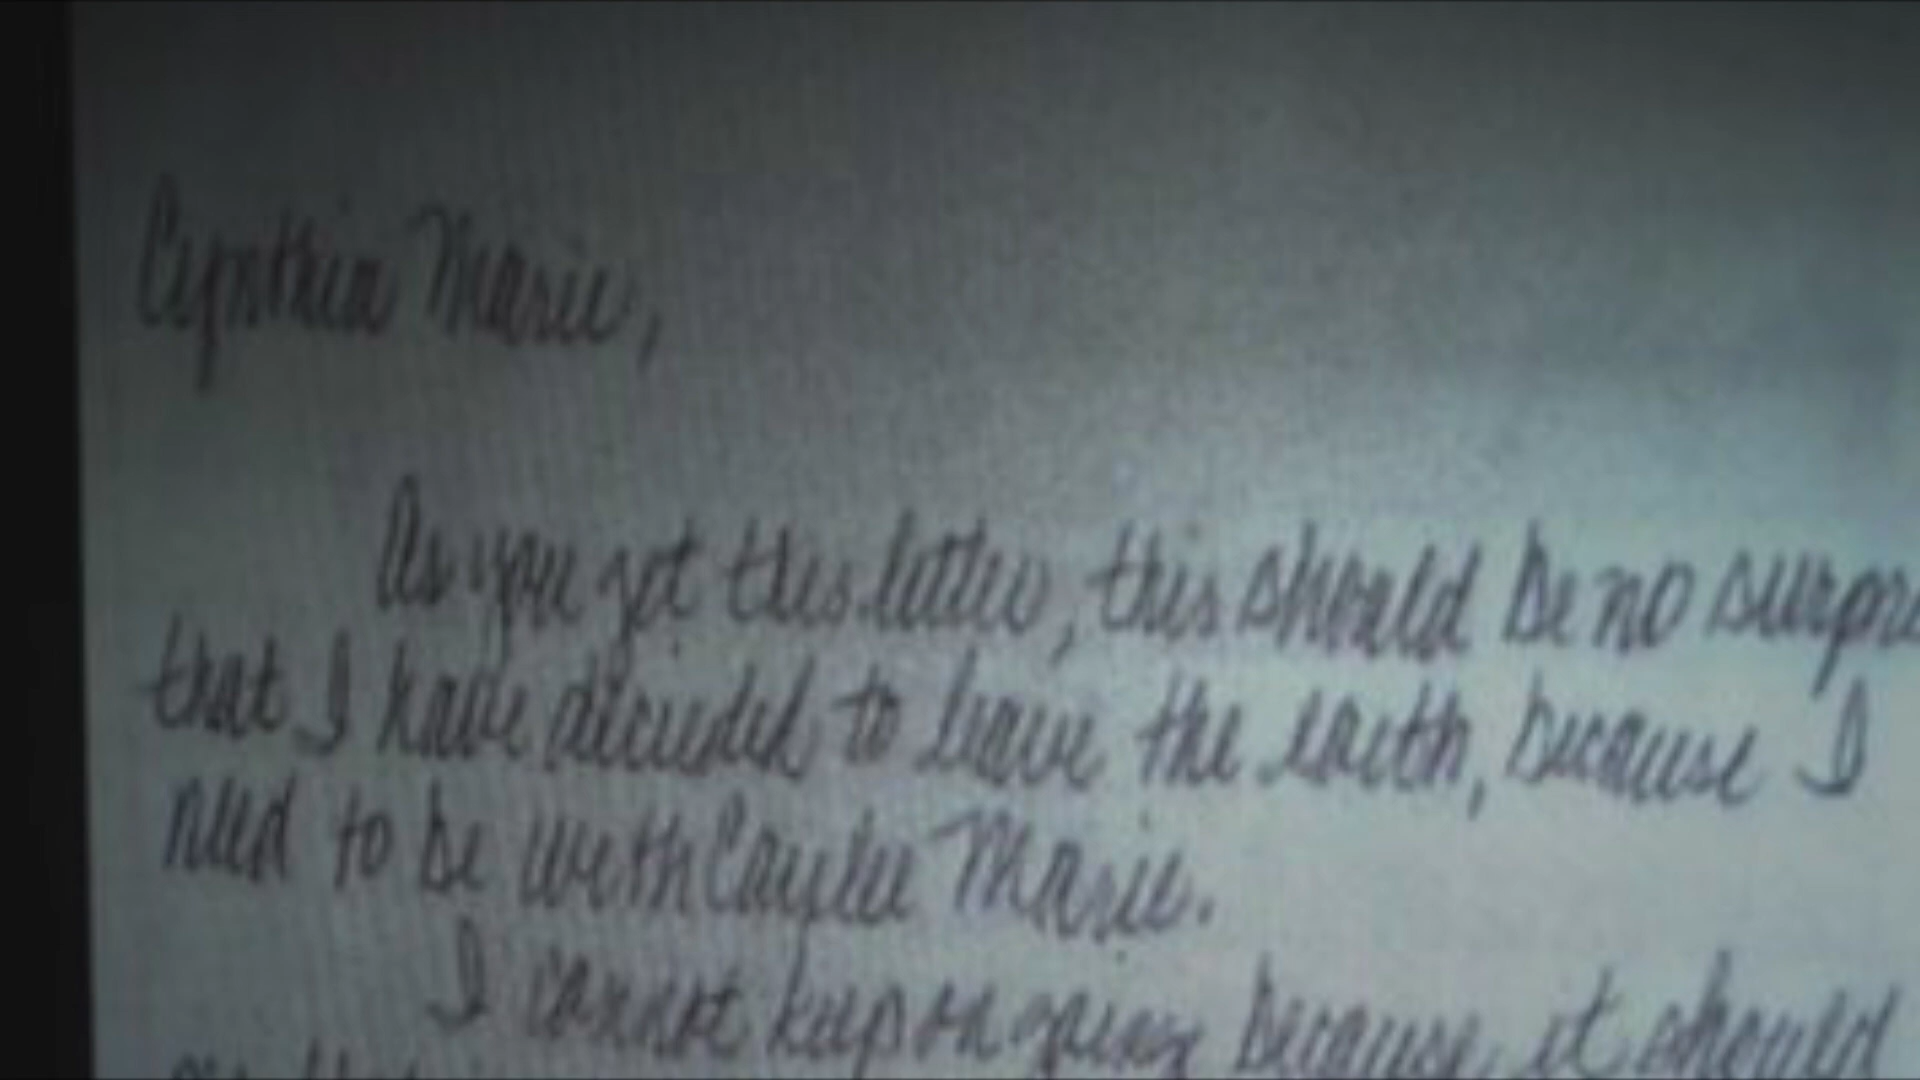 Cynthia Marie,
As you get this letter, this should be no surpri
that I have decided to leave the earth, because I
need to be with Caylee Marie.
I cannot keep on going because it should